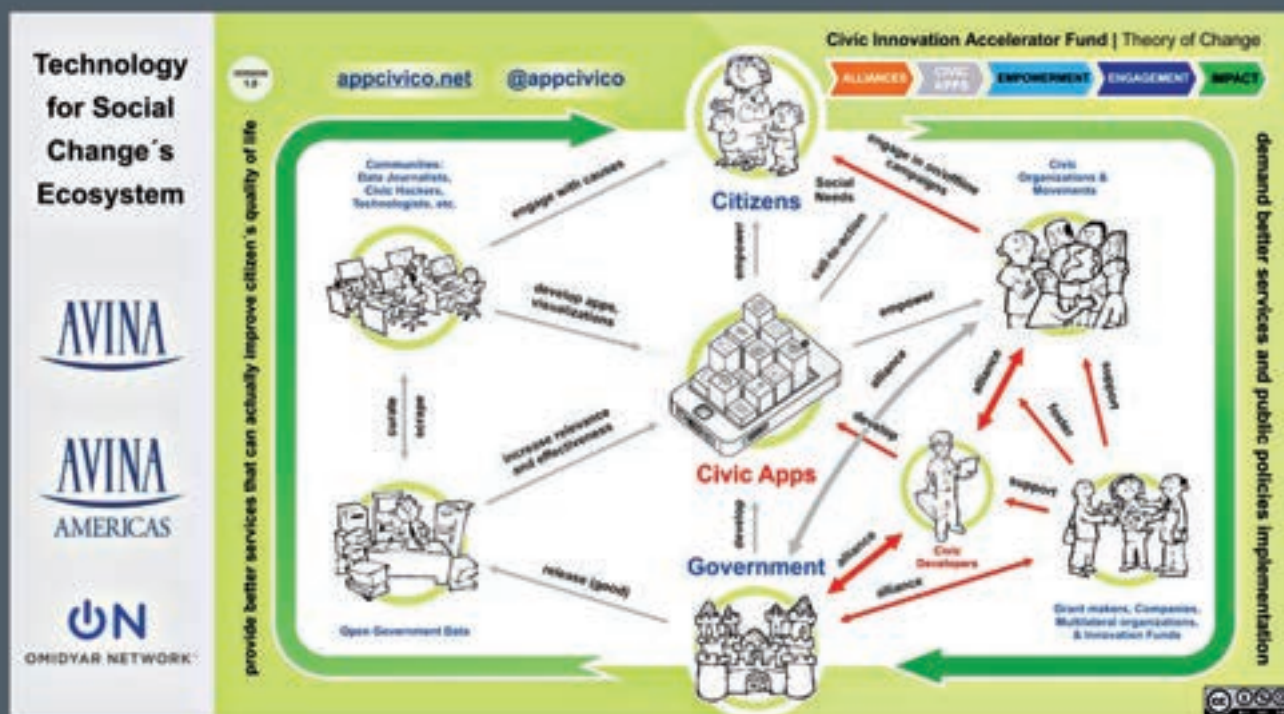 Technology
for Social
Change´s
Ecosystem
AVINA
AVINA
AMERICAS
ON
OMIDYAR NETWORK
appcivico.net
@appcivico
Civic Innovation Accelerator Fund | Theory of Change
ALLIANCES
CIVIC
APPS
EMPOWERMENT
ENGAGEMENT
IMPACT
provide better services that can actually improve citizen´s quality of life
demand better services and public policies implementation
Communities:
Data Journalists,
Civic Hackers,
Technologists, etc.
engage with causes
Citizens
Social
Needs
engage in
campaigns
Civic
Organizations &
Movements
empower
call-to-action
develop apps,
visualizations
empower
alliance
alliance
support
foster
curate
scrape
increase relevance
and effectiveness
Civic Apps
develop
support
develop
alliance
Civic
Developers
Government
alliance
release (good)
Open Government Data
Grant makers, Companies,
Multilateral organizations,
& Innovation Funds
cc